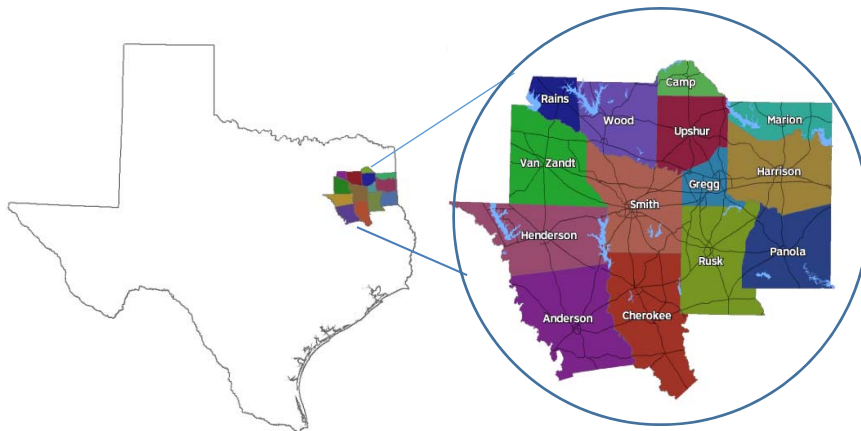 Camp
Rains
Wood
Marion
Upshur
Van Zandt
Harrison
Gregg
Smith
Henderson
Panola
Rusk
Anderson
Cherokee